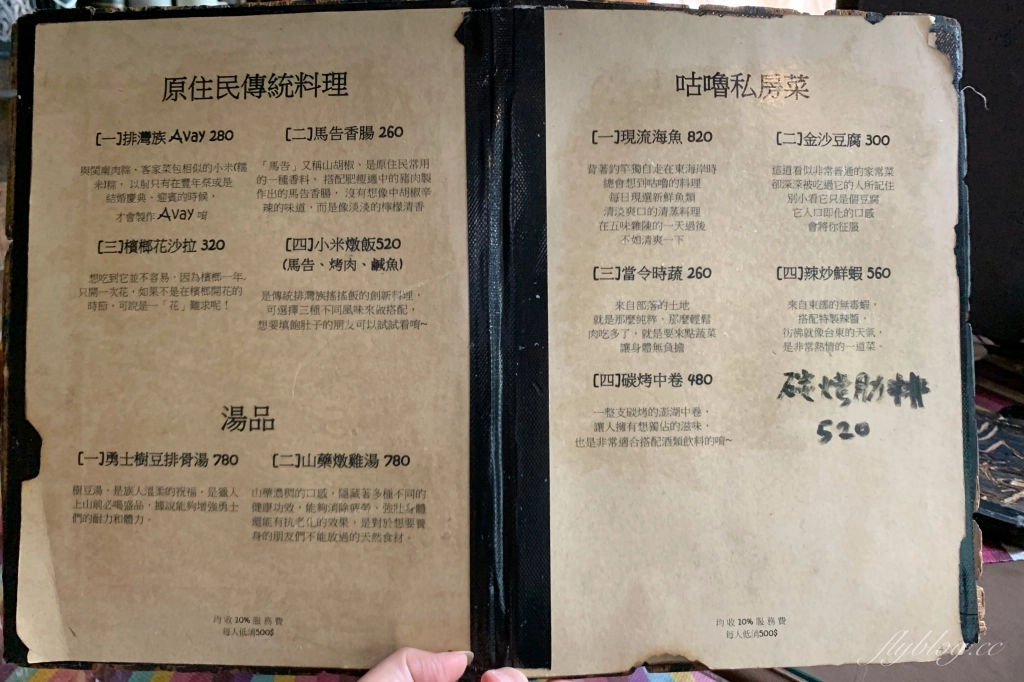 原住民傳統料理
[一]排灣族 Avay 280
與閩南肉粽、客家菜包相似的小米(糯
米)粽，以前只有在豐年祭或是
結婚慶典、迎賓的時候，
才會製作 Avay 唷
[二]馬告香腸 260
「馬告」又稱山胡椒、是原住民常用
的一種香料，搭配肥瘦適中的豬肉製
作出的馬告香腸，沒有想像中胡椒辛
辣的味道，而是像淡淡的檸檬清香
[三]檳榔花沙拉 320
想吃到它並不容易，因為檳榔一年
只開一次花，如果不是在檳榔開花的
時節，可說是一「花」難求呢！
[四]小米燉飯520
(馬告、烤肉、鹹魚)
是傳統排灣族搖搖飯的創新料理，
可選擇三種不同風味來做搭配，
想要填飽肚子的朋友可以試試看唷~
湯品
[一]勇士樹豆排骨湯 780
樹豆湯，是族人溫柔的祝福，是獵人
上山前必喝盛品，據說能夠增強勇士
們的耐力和體力。
[二]山藥燉雞湯 780
山藥濃稠的口感，隱藏著多種不同的
健康功效，能夠消除疲勞、強壯身體
還能有抗老化的效果，是對於想要養
身的朋友們不能放過的天然食材。
均收10%服務費
每人低消500$
咕嚕私房菜
[一]現流海魚 820
背著釣竿獨自走在東海岸時
總會想到咕嚕的料理
每日現選新鮮魚類
清淡爽口的清蒸料理
在五味雜陳的一天過後
不如清爽一下
[二]金沙豆腐 300
這道看似非常普通的家常菜
卻深深被吃過它的人所記住
別小看它只是個豆腐
它入口即化的口感
會將你征服
[三]當令時蔬 260
來自部落的土地
就是那麼純粹，那麼輕鬆
肉吃多了，就是要來點蔬菜
讓身體無負擔
[四]辣炒鮮蝦 560
來自東部的無毒蝦，
搭配特製辣醬，
彷彿就像台東的天氣，
是非常熱情的一道菜。
[四]碳烤中卷 480
一整支碳烤的澎湖中卷，
讓人擁有想獨佔的滋味，
也是非常適合搭配酒類飲料的唷~
碳烤肋排
520
均收10%服務費
每人低消500$
flyblog.cc